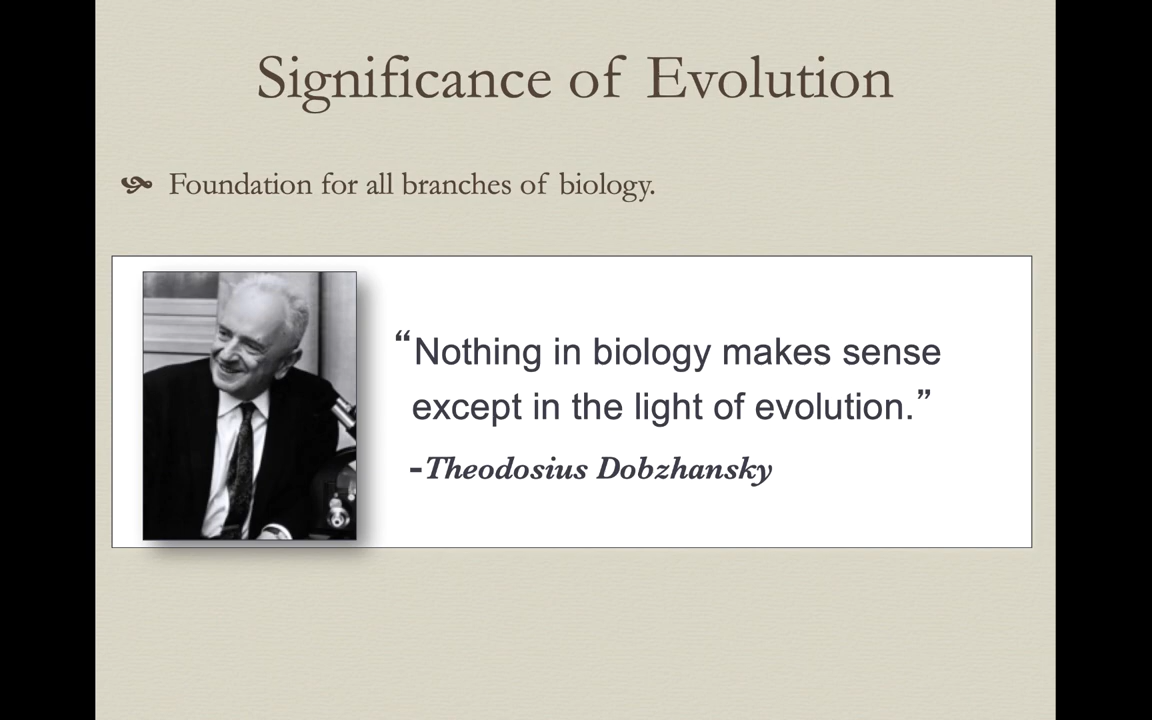 Significance of Evolution
Foundation for all branches of biology.
“Nothing in biology makes sense
except in the light of evolution.”
-Theodosius Dobzhansky